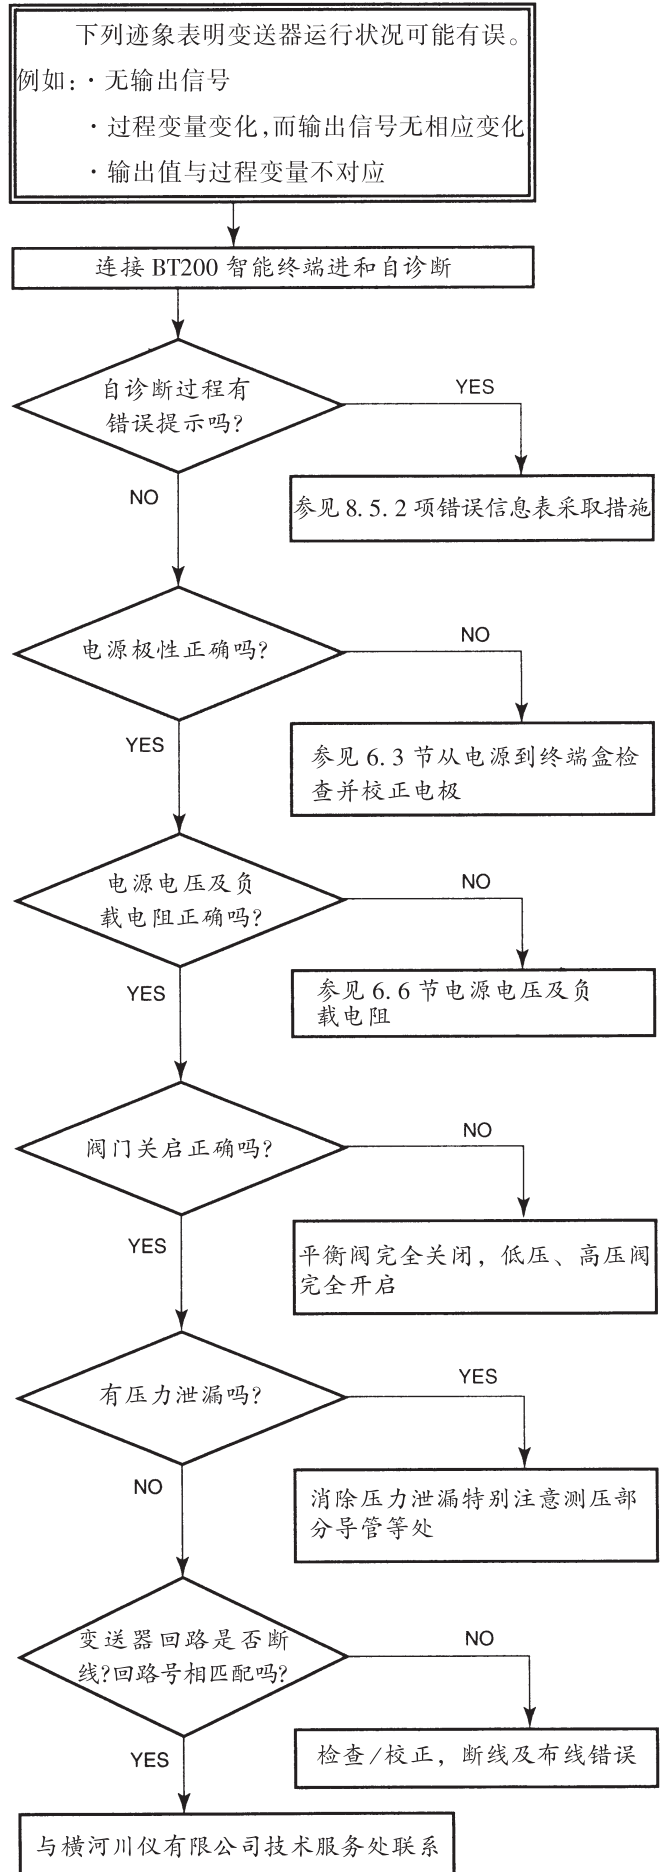 下列迹象表明变送器运行状况可能有误。
例如:·无输出信号
·过程变量变化,而输出信号无相应变化
·输出值与过程变量不对应
连接 BT200 智能终端进和自诊断
自诊断过程有
错误提示吗?
YES
NO
参见 8.5.2 项错误信息表采取措施
电源极性正确吗?
NO
YES
参见 6.3 节从电源到终端盒检
查并校正电极
电源电压及负
载电阻正确吗?
NO
YES
参见 6.6 节电源电压及负
载电阻
阀门关启正确吗?
NO
YES
平衡阀完全关闭，低压、高压阀
完全开启
有压力泄漏吗?
YES
NO
消除压力泄漏特别注意测压部
分导管等处
变送器回路是否断
线?回路号相匹配吗?
NO
YES
检查/校正，断线及布线错误
与横河川仪有限公司技术服务处联系